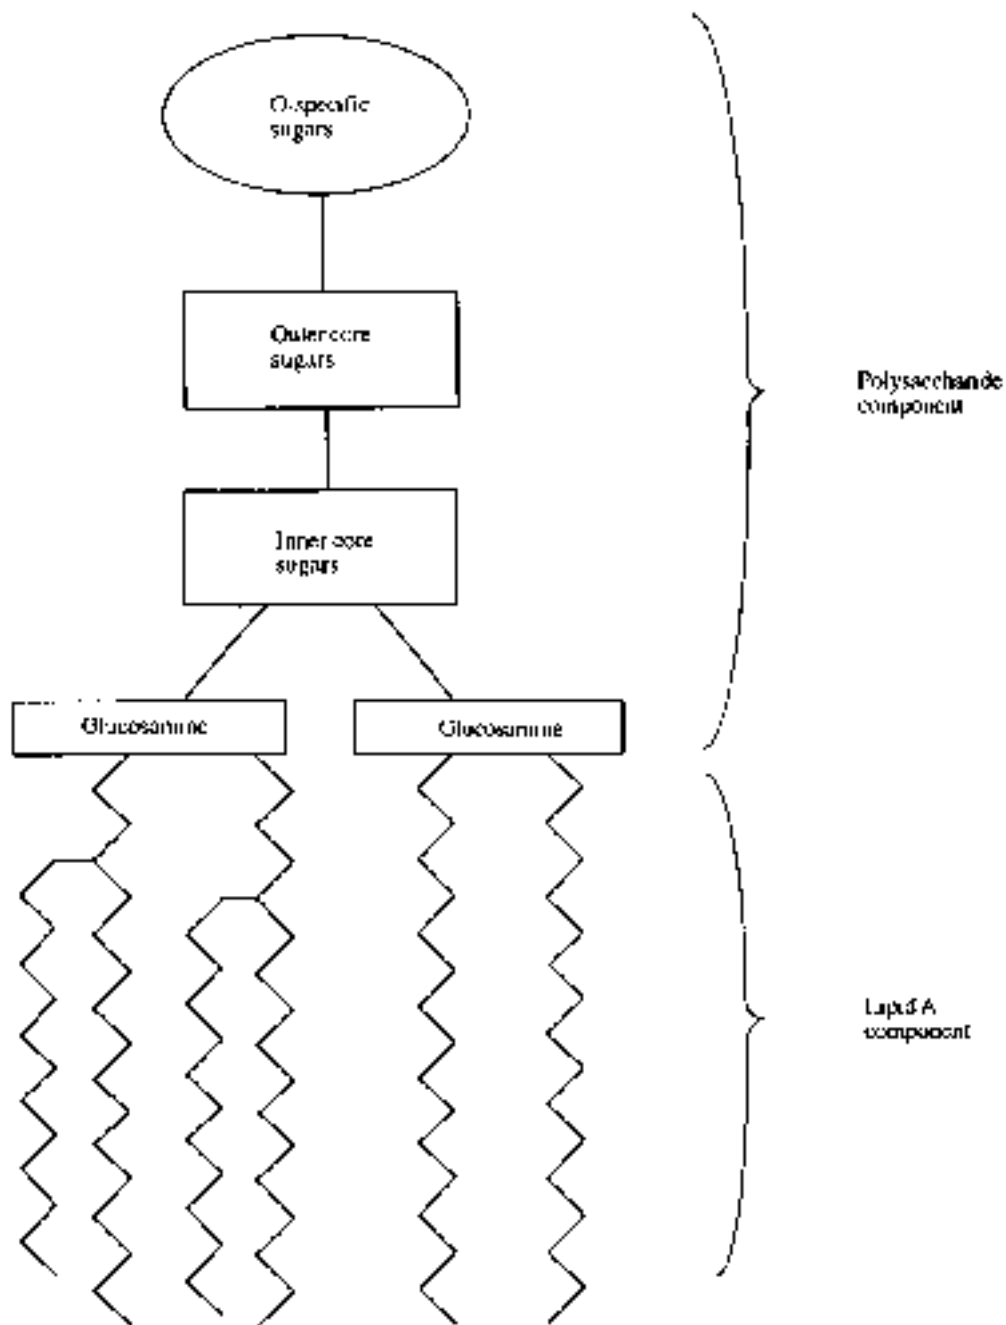 O-specific
sugars
Outer core
sugars
Polysaccharide
component
Inner core
sugars
Glucosamine
Glucosamine
Lipid A
component